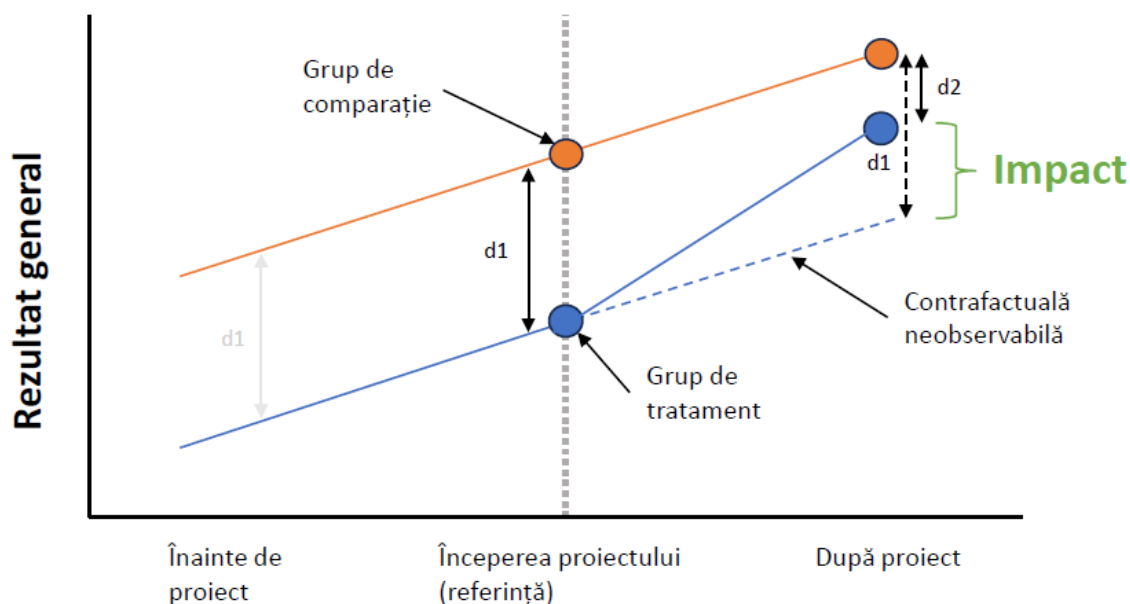 Grup de
comparație
d2
d1
Impact
Rezultat general
d1
d1
Contrafactuală
neobservabilă
Grup de
tratament
Înainte de
proiect
Începerea proiectului
(referință)
După proiect